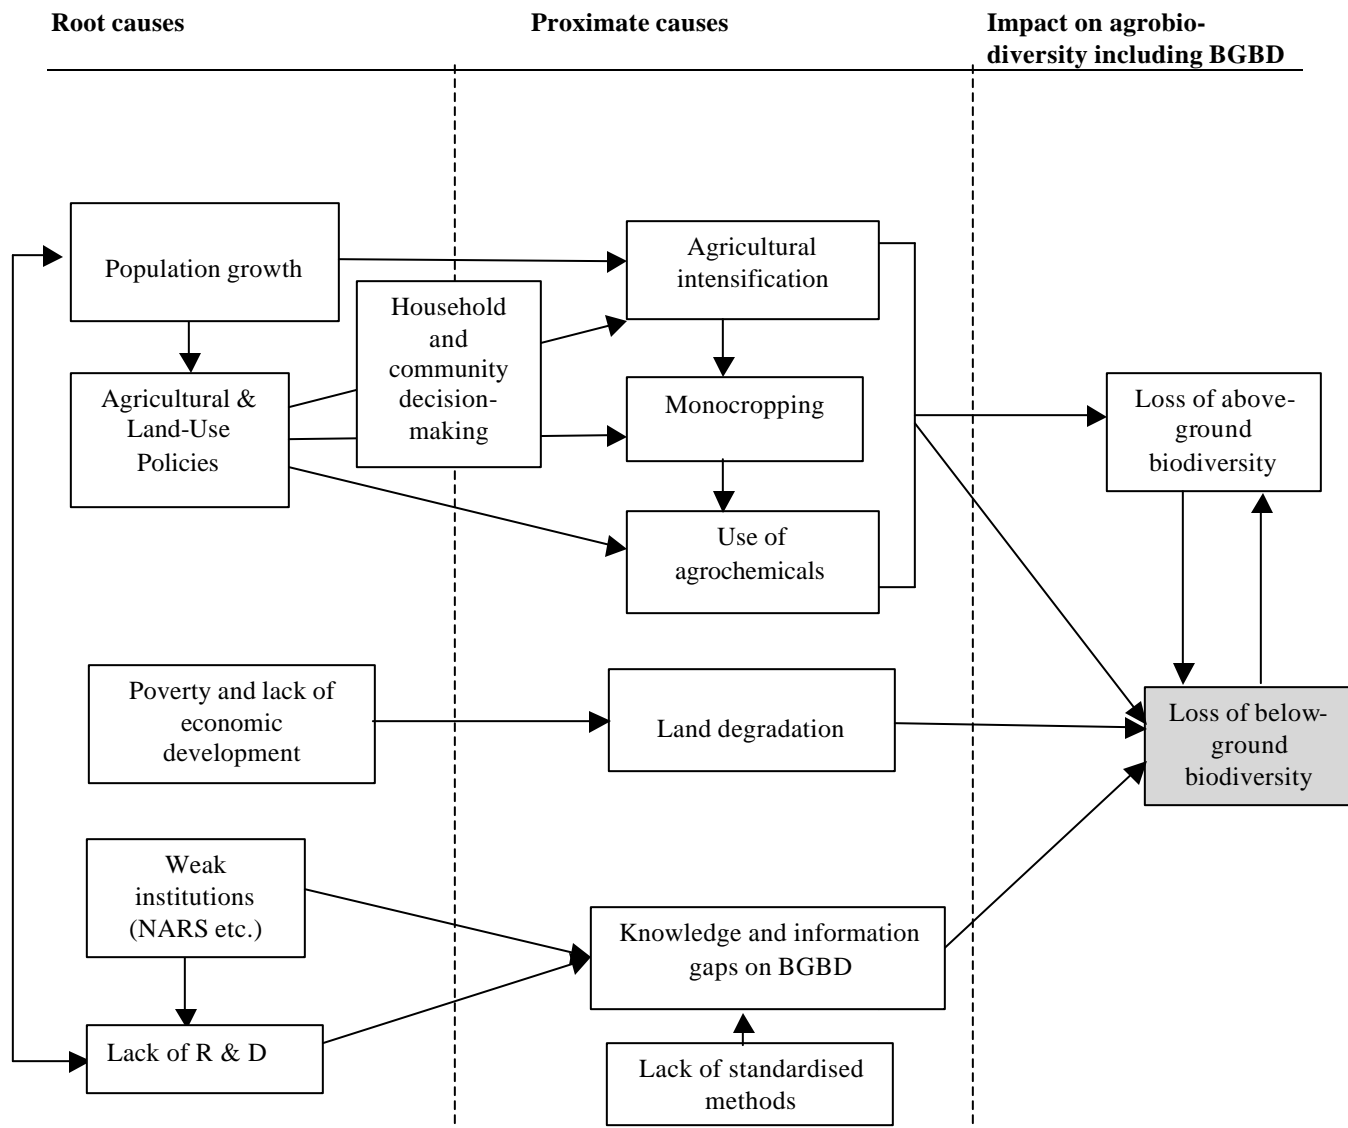 Root causes
Proximate causes
Impact on agrobio-
diversity including BGBD
Population growth
Agricultural
intensification
Household
and
community
decision-
making
Agricultural &
Land-Use
Policies
Monocropping
Loss of above-
ground
biodiversity
Use of
agrochemicals
Poverty and lack of
economic
development
Land degradation
Loss of below-
ground
biodiversity
Weak
institutions
(NARS etc.)
Knowledge and information
gaps on BGBD
Lack of R & D
Lack of standardised
methods